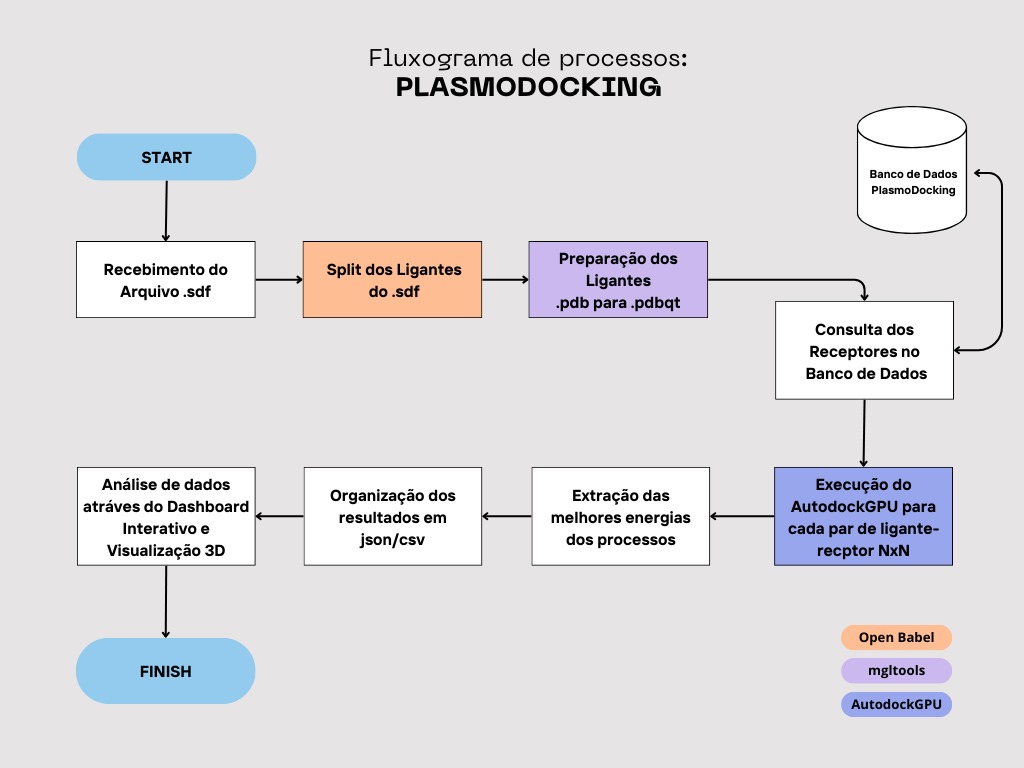 Fluxograma de processos:
PLASMODOCKING
START
Banco de Dados
PlasmoDocking
Recebimento do
Arquivo .sdf
Split dos Ligantes
do .sdf
Preparação dos
Ligantes
.pdb para .pdbqt
Consulta dos
Receptores no
Banco de Dados
Execução do
AutodockGPU para
cada par de ligante-
recptor NxN
Extração das
melhores energias
dos processos
Organização dos
resultados em
json/csv
Análise de dados
atráves do Dashboard
Interativo e
Visualização 3D
FINISH
Open Babel
mgltools
AutodockGPU